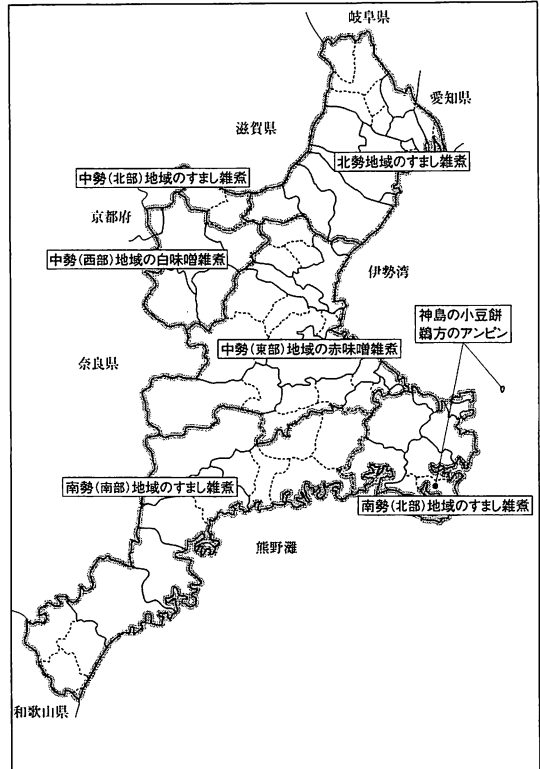 岐阜県
愛知県
滋賀県
北勢地域のすまし雑煮
中勢(北部)地域のすまし雑煮
京都府
中勢(西部)地域の白味噌雑煮
伊勢湾
神島の小豆餅
鵜方のアンピン
中勢(東部)地域の赤味噌雑煮
奈良県
南勢(南部)地域のすまし雑煮
南勢(北部)地域のすまし雑煮
熊野灘
和歌山県